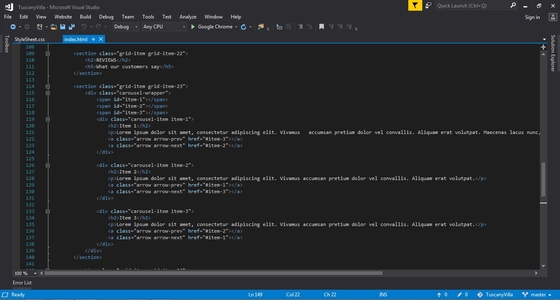 TuscanyVille - Microsoft Visual Studio
Quick Launch (Ctrl+Q)
File Edit View Project Build Debug Team Tools Test Analyze Window Help
Sign in
Debug Any CPU Google Chrome
StyleSheet.css index.html
Toolbox
Solution Explorer
108
109 <section class="grid-item grid-item-22">
110 <h2>REVIEWS</h2>
111 <h5>What our customers say</h5>
112 </section>
113
114 <section class="grid-item grid-item-23">
115 <div class="carousel-wrapper">
116 <span id="item-1"></span>
117 <span id="item-2"></span>
118 <span id="item-3"></span>
119 <div class="carousel-item item-1">
120 <h2>Item 1</h2>
121 <p>Lorem ipsum dolor sit amet, consectetur adipiscing elit. Vivamus accumsan pretium dolor vel convallis. Aliquam erat volutpat. Maecenas lacus nunc,
122 <a class="arrow arrow-prev" href="#item-3"></a>
123 <a class="arrow arrow-next" href="#item-2"></a>
124 </div>
125
126 <div class="carousel-item item-2">
127 <h2>Item 2</h2>
128 <p>Lorem ipsum dolor sit amet, consectetur adipiscing elit. Vivamus accumsan pretium dolor vel convallis. Aliquam erat volutpat.</p>
129 <a class="arrow arrow-prev" href="#item-1"></a>
130 <a class="arrow arrow-next" href="#item-3"></a>
131 </div>
132
133 <div class="carousel-item item-3">
134 <h2>Item 3</h2>
135 <p>Lorem ipsum dolor sit amet, consectetur adipiscing elit. Vivamus accumsan pretium dolor vel convallis. Aliquam erat volutpat.</p>
136 <a class="arrow arrow-prev" href="#item-2"></a>
137 <a class="arrow arrow-next" href="#item-1"></a>
138 </div>
139 </div>
140 </section>
141
100 %
Error List
Ready Ln 149 Col 22 Ch 22 INS 0 0 TuscanyVilla master